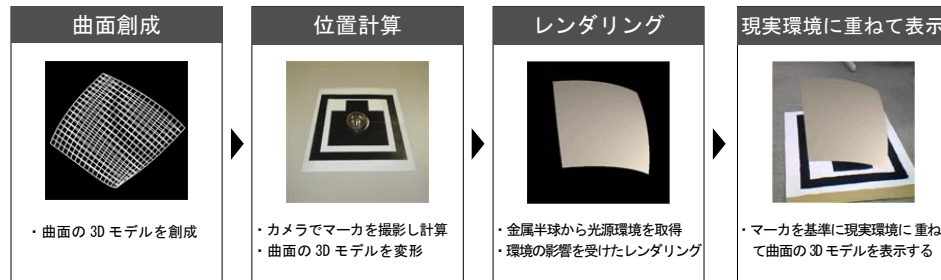 曲面創成
・曲面の 3D モデルを創成
位置計算
・カメラでマーカを撮影し計算
・曲面の 3D モデルを変形
レンダリング
・金属半球から光源環境を取得
・環境の影響を受けたレンダリング
現実環境に重ねて表示
・マーカを基準に現実環境に重ね
て曲面の 3D モデルを表示する